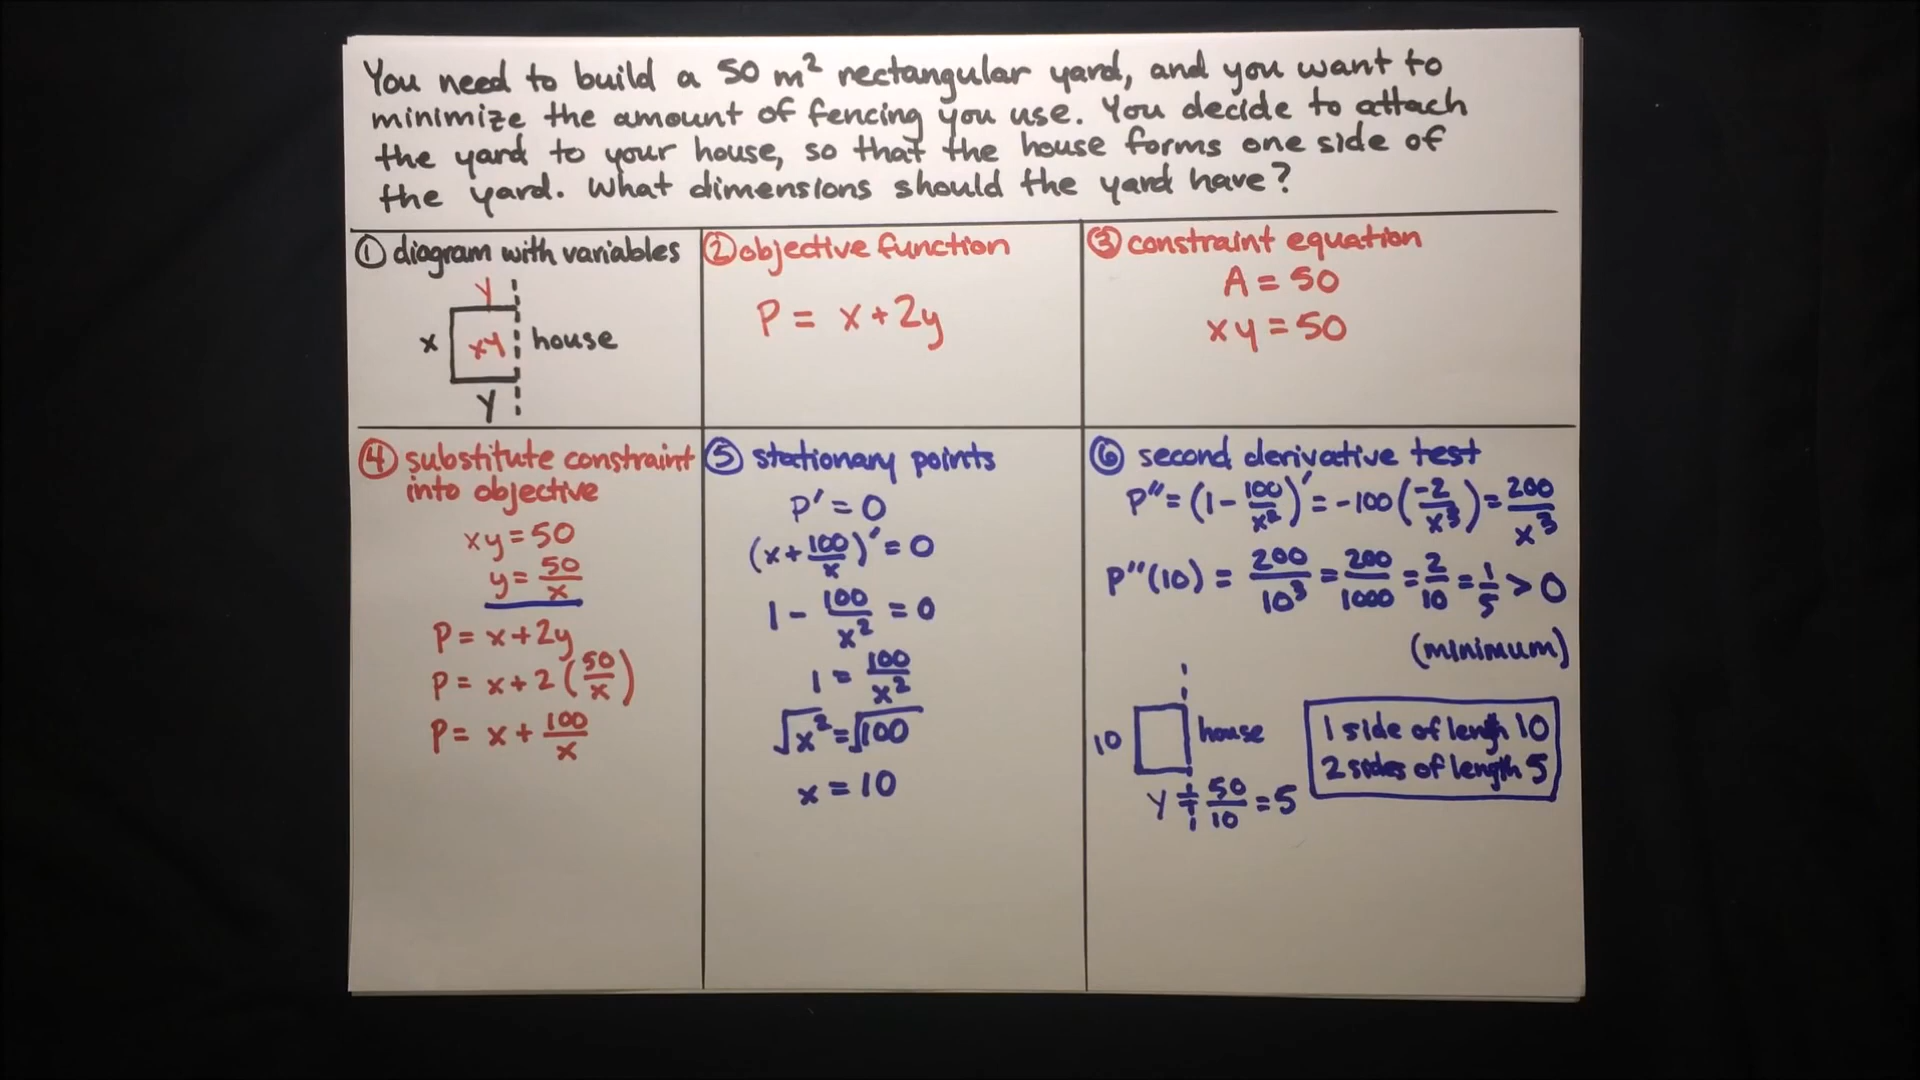 You need to build a 50 m² rectangular yard, and you want to
minimize the amount of fencing you use. You decide to attach
the yard to your house, so that the house forms one side of
the yard. What dimensions should the yard have?
① diagram with variables
y
x xy house
y
② objective function
P = x + 2y
③ constraint equation
A = 50
xy = 50
④ substitute constraint
into objective
xy = 50
y = 50/x
P = x + 2y
P = x + 2(50/x)
P = x + 100/x
⑤ stationary points
P' = 0
(x + 100/x)' = 0
1 - 100/x² = 0
1 = 100/x²
√x² = √100
x = 10
⑥ second derivative test
P'' = (1 - 100/x²)' = -100(-2/x³) = 200/x³
P''(10) = 200/10³ = 200/1000 = 2/10 = 1/5 > 0
(minimum)
10 house
y = 50/10 = 5
1 side of length 10
2 sides of length 5